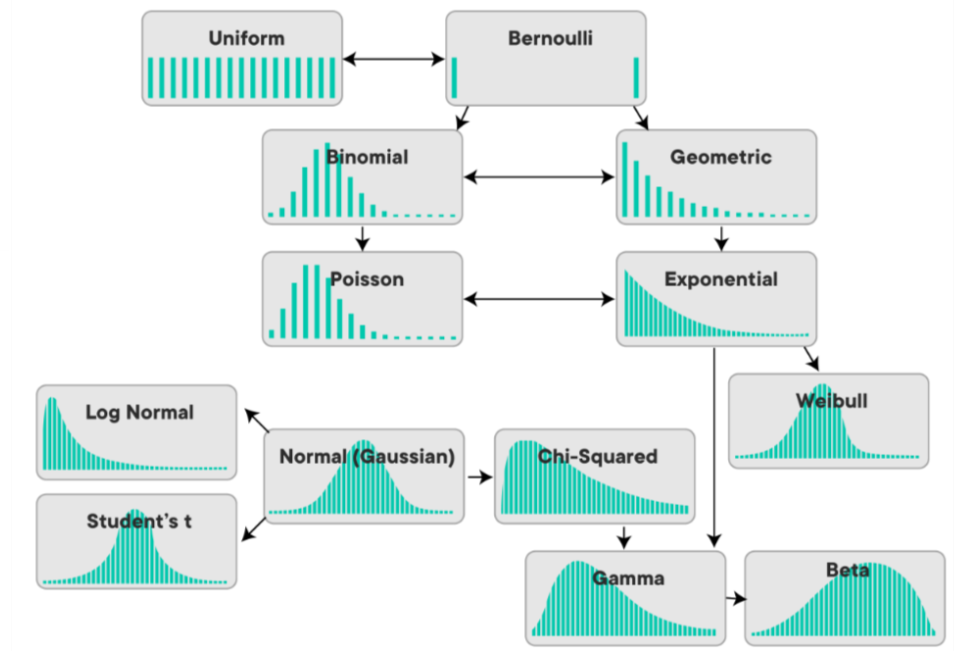 Uniform
Bernoulli
Binomial
Geometric
Poisson
Exponential
Log Normal
Weibull
Normal (Gaussian)
Chi-Squared
Student's t
Gamma
Beta